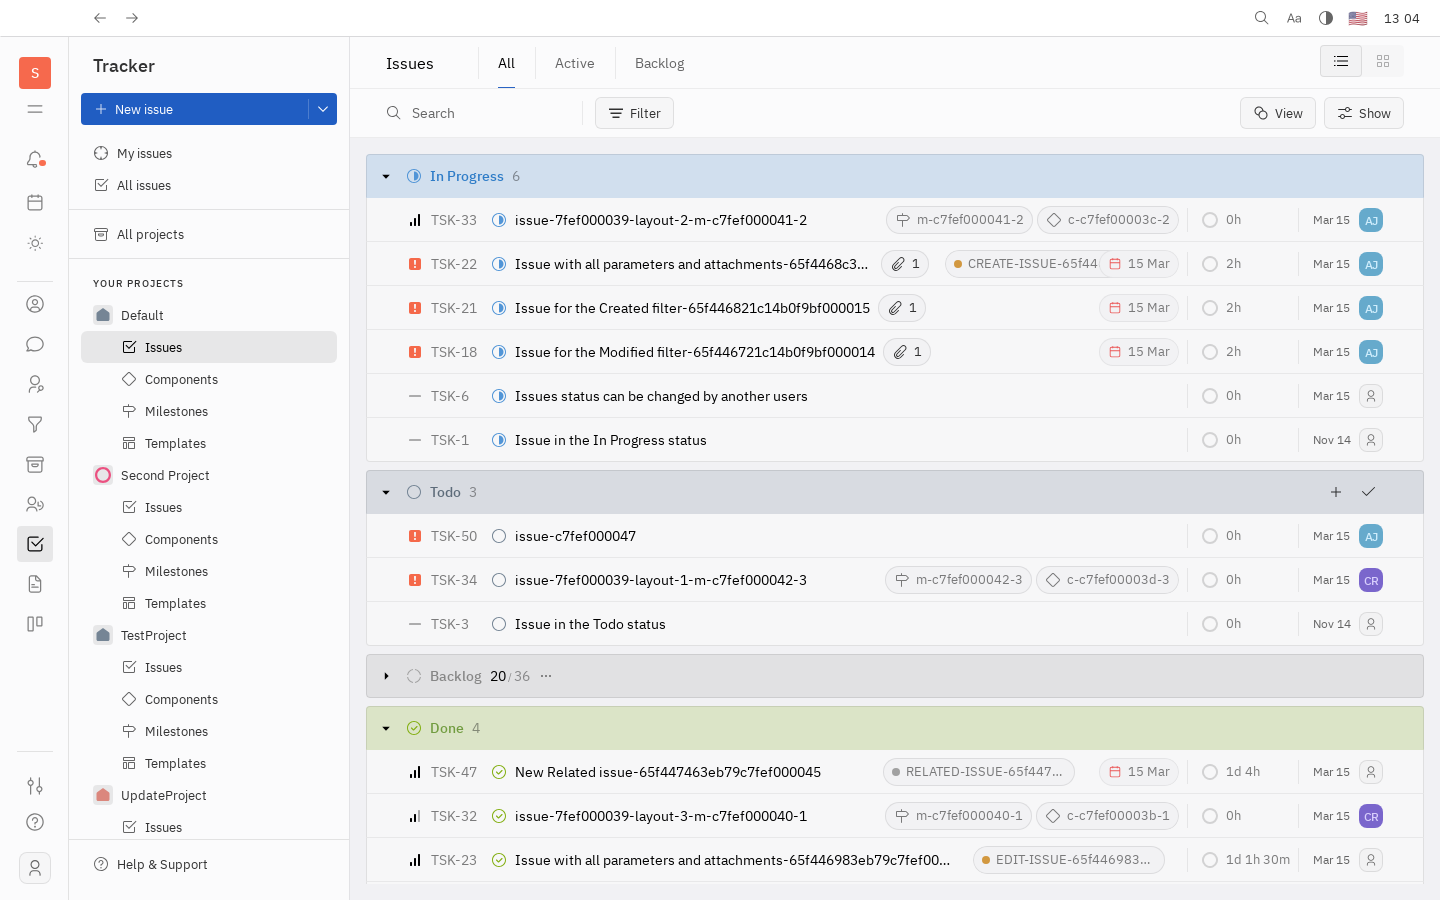 Aa 13 04
S
Tracker
New issue
My issues
All issues
All projects
YOUR PROJECTS
Default
Issues
Components
Milestones
Templates
Second Project
Issues
Components
Milestones
Templates
TestProject
Issues
Components
Milestones
Templates
UpdateProject
Issues
Help & Support
Issues All Active Backlog
Search Filter View Show
In Progress 6
TSK-33 issue-7fef000039-layout-2-m-c7fef000041-2 m-c7fef000041-2 c-c7fef00003c-2 0h Mar 15 AJ
TSK-22 Issue with all parameters and attachments-65f4468c3... 1 CREATE-ISSUE-65f44 15 Mar 2h Mar 15 AJ
TSK-21 Issue for the Created filter-65f446821c14b0f9bf000015 1 15 Mar 2h Mar 15 AJ
TSK-18 Issue for the Modified filter-65f446721c14b0f9bf000014 1 15 Mar 2h Mar 15 AJ
TSK-6 Issues status can be changed by another users 0h Mar 15
TSK-1 Issue in the In Progress status 0h Nov 14
Todo 3
TSK-50 issue-c7fef000047 0h Mar 15 AJ
TSK-34 issue-7fef000039-layout-1-m-c7fef000042-3 m-c7fef000042-3 c-c7fef00003d-3 0h Mar 15 CR
TSK-3 Issue in the Todo status 0h Nov 14
Backlog 20 / 36 ...
Done 4
TSK-47 New Related issue-65f447463eb79c7fef000045 RELATED-ISSUE-65f447... 15 Mar 1d 4h Mar 15
TSK-32 issue-7fef000039-layout-3-m-c7fef000040-1 m-c7fef000040-1 c-c7fef00003b-1 0h Mar 15 CR
TSK-23 Issue with all parameters and attachments-65f446983eb79c7fef00... EDIT-ISSUE-65f446983... 1d 1h 30m Mar 15